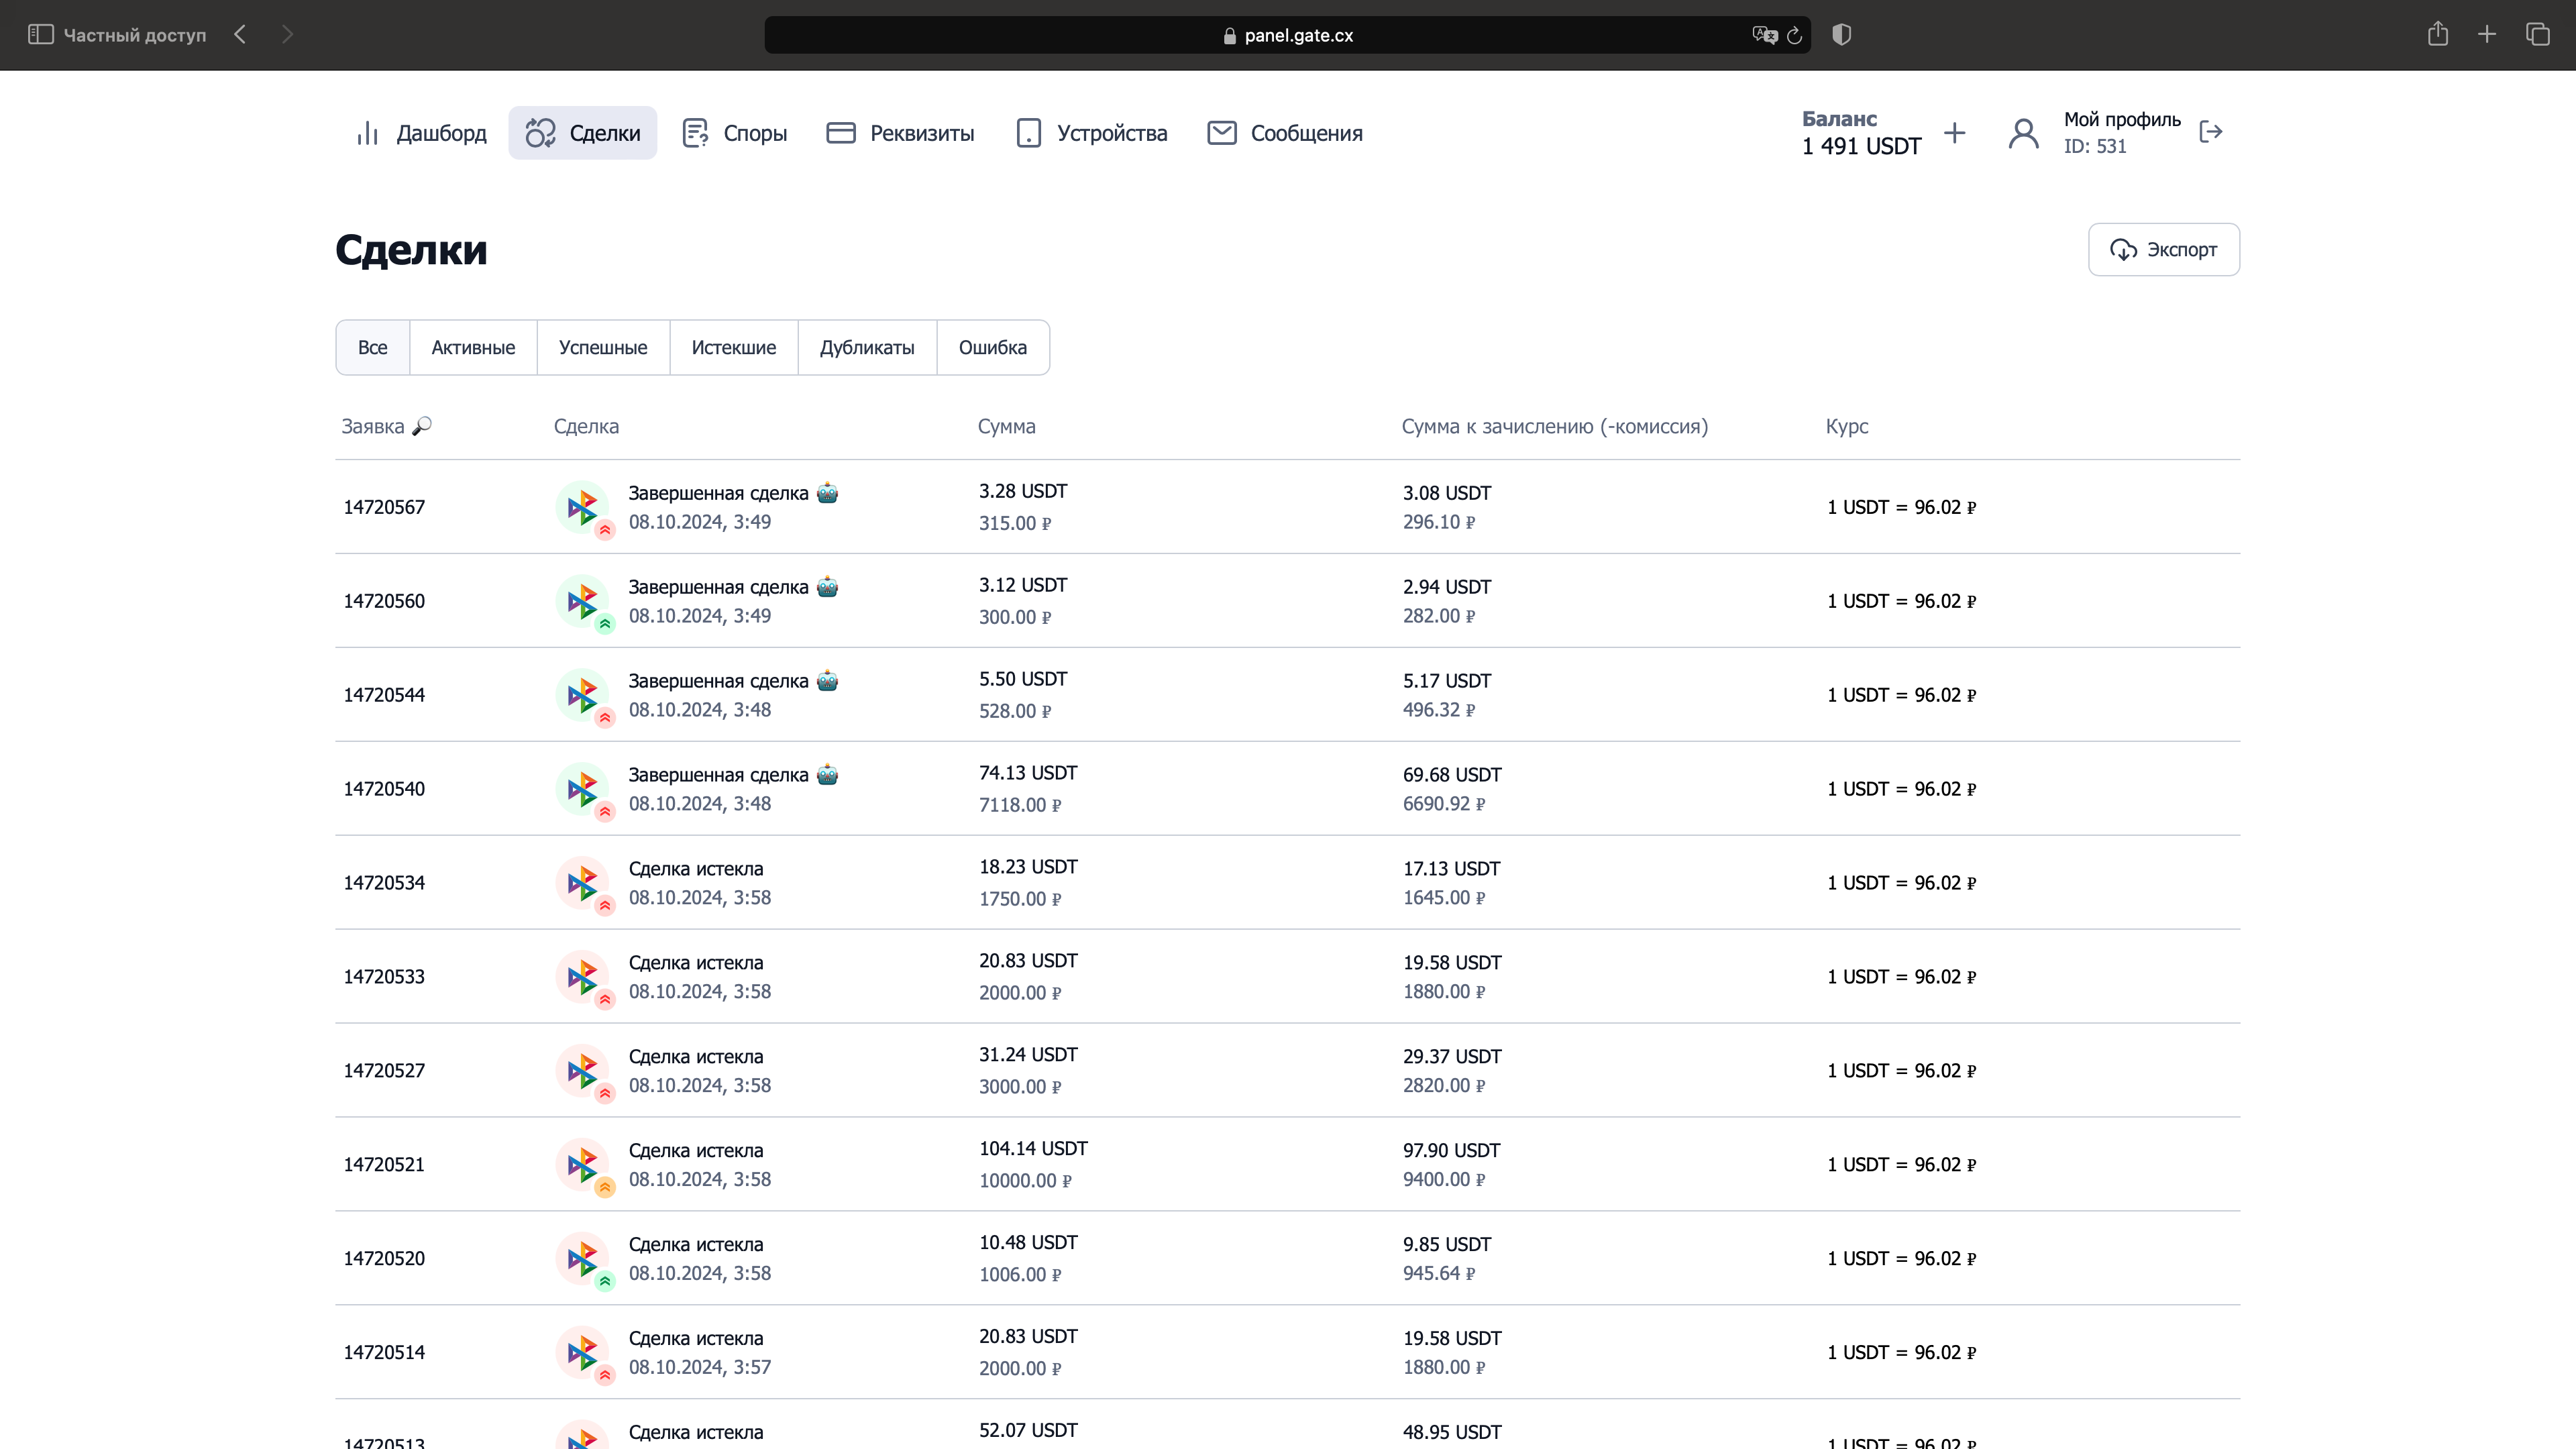 Частный доступ
panel.gate.cx
Дашборд
Сделки
Споры
Реквизиты
Устройства
Сообщения
Баланс
1 491 USDT
Мой профиль
ID: 531
Сделки
Экспорт
Все
Активные
Успешные
Истекшие
Дубликаты
Ошибка
Заявка
Сделка
Сумма
Сумма к зачислению (-комиссия)
Курс
14720567
Завершенная сделка
08.10.2024, 3:49
3.28 USDT
315.00 ₽
3.08 USDT
296.10 ₽
1 USDT = 96.02 ₽
14720560
Завершенная сделка
08.10.2024, 3:49
3.12 USDT
300.00 ₽
2.94 USDT
282.00 ₽
1 USDT = 96.02 ₽
14720544
Завершенная сделка
08.10.2024, 3:48
5.50 USDT
528.00 ₽
5.17 USDT
496.32 ₽
1 USDT = 96.02 ₽
14720540
Завершенная сделка
08.10.2024, 3:48
74.13 USDT
7118.00 ₽
69.68 USDT
6690.92 ₽
1 USDT = 96.02 ₽
14720534
Сделка истекла
08.10.2024, 3:58
18.23 USDT
1750.00 ₽
17.13 USDT
1645.00 ₽
1 USDT = 96.02 ₽
14720533
Сделка истекла
08.10.2024, 3:58
20.83 USDT
2000.00 ₽
19.58 USDT
1880.00 ₽
1 USDT = 96.02 ₽
14720527
Сделка истекла
08.10.2024, 3:58
31.24 USDT
3000.00 ₽
29.37 USDT
2820.00 ₽
1 USDT = 96.02 ₽
14720521
Сделка истекла
08.10.2024, 3:58
104.14 USDT
10000.00 ₽
97.90 USDT
9400.00 ₽
1 USDT = 96.02 ₽
14720520
Сделка истекла
08.10.2024, 3:58
10.48 USDT
1006.00 ₽
9.85 USDT
945.64 ₽
1 USDT = 96.02 ₽
14720514
Сделка истекла
08.10.2024, 3:57
20.83 USDT
2000.00 ₽
19.58 USDT
1880.00 ₽
1 USDT = 96.02 ₽
14720513
Сделка истекла
52.07 USDT
48.95 USDT
1 USDT = 96.02 ₽